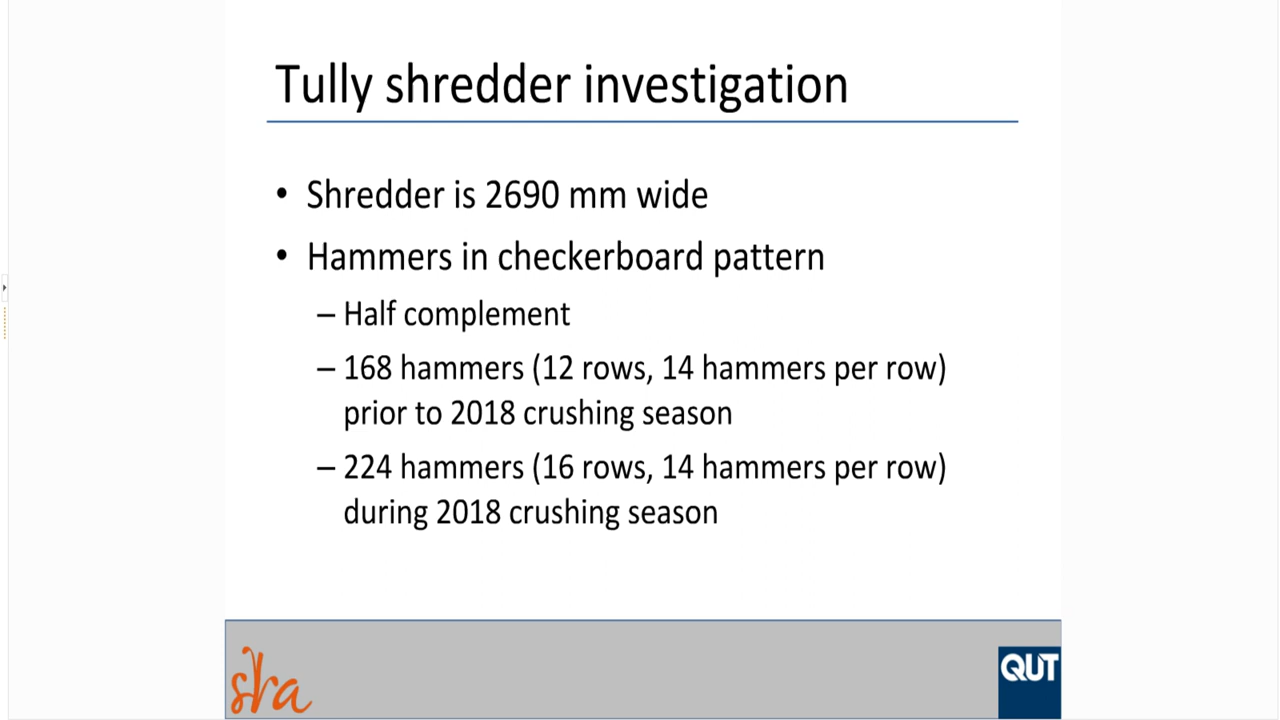 Tully shredder investigation
• Shredder is 2690 mm wide
• Hammers in checkerboard pattern
– Half complement
– 168 hammers (12 rows, 14 hammers per row)
prior to 2018 crushing season
– 224 hammers (16 rows, 14 hammers per row)
during 2018 crushing season
sra
QUT